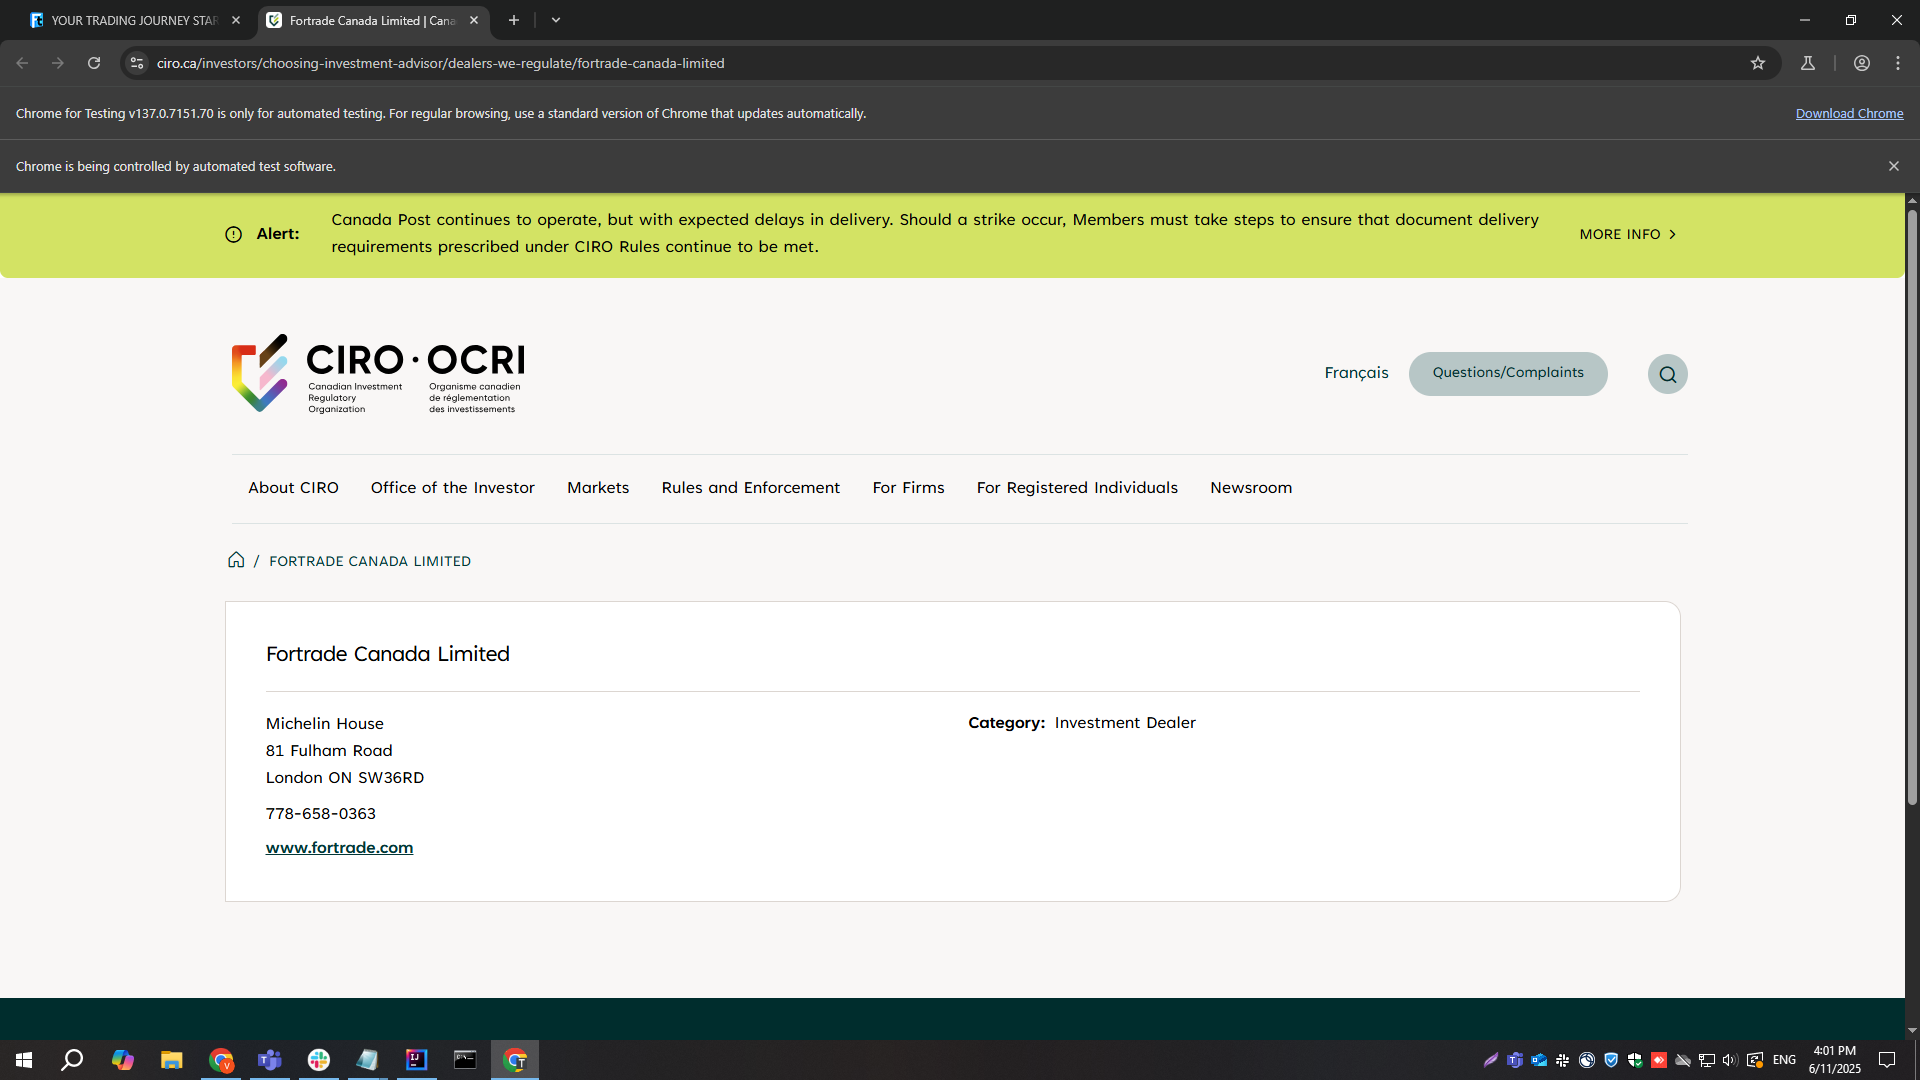 YOUR TRADING JOURNEY STAR
Fortrade Canada Limited | Cana
ciro.ca/investors/choosing-investment-advisor/dealers-we-regulate/fortrade-canada-limited
Chrome for Testing v137.0.7151.70 is only for automated testing. For regular browsing, use a standard version of Chrome that updates automatically.
Download Chrome
Chrome is being controlled by automated test software.
Alert:
Canada Post continues to operate, but with expected delays in delivery. Should a strike occur, Members must take steps to ensure that document delivery
requirements prescribed under CIRO Rules continue to be met.
MORE INFO
CIRO · OCRI
Canadian Investment
Regulatory
Organization
Organisme canadien
de réglementation
des investissements
Français
Questions/Complaints
About CIRO
Office of the Investor
Markets
Rules and Enforcement
For Firms
For Registered Individuals
Newsroom
/ FORTRADE CANADA LIMITED
Fortrade Canada Limited
Michelin House
81 Fulham Road
London ON SW36RD
778-658-0363
www.fortrade.com
Category: Investment Dealer
ENG
4:01 PM
6/11/2025